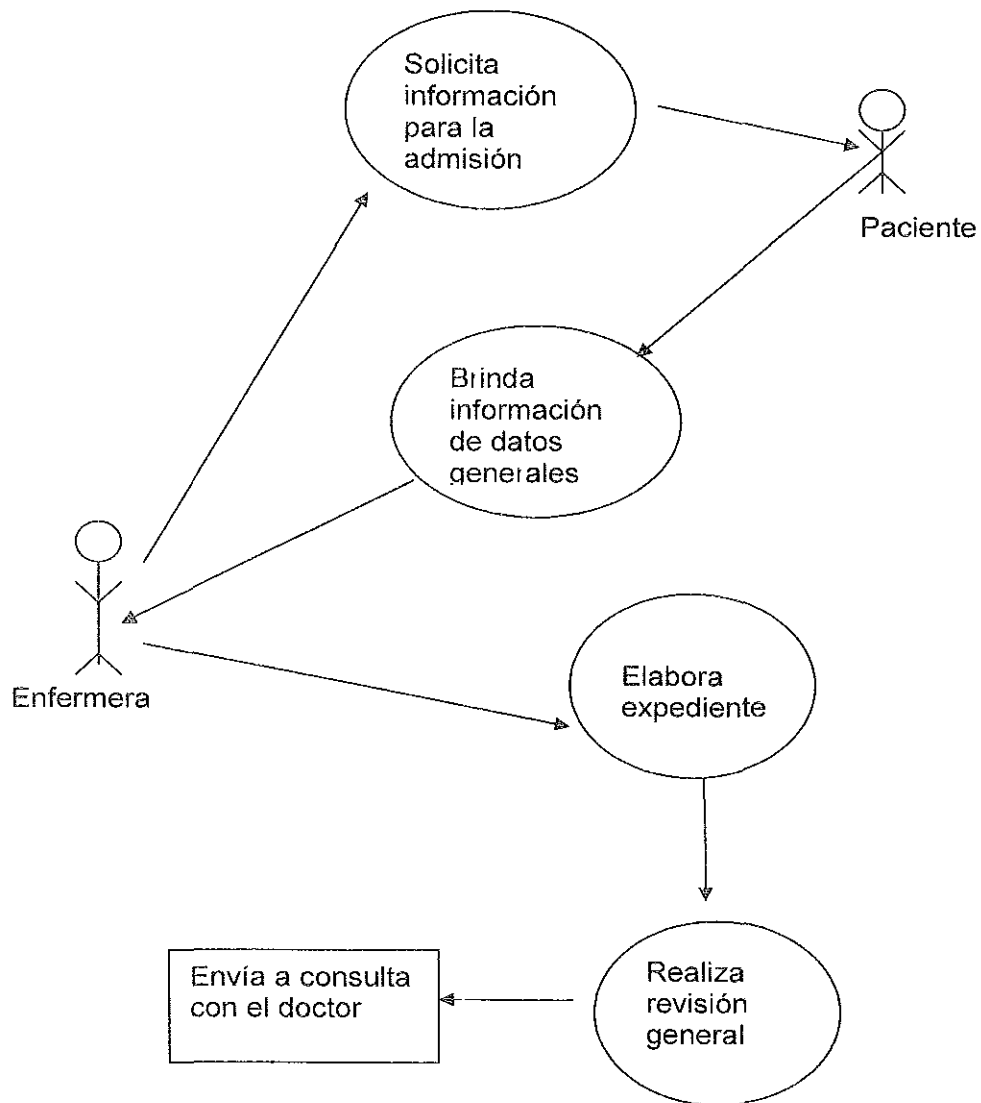 Solicita
información
para la
admisión
Paciente
Brinda
información
de datos
generales
Enfermera
Elabora
expediente
Envía a consulta
con el doctor
Realiza
revisión
general